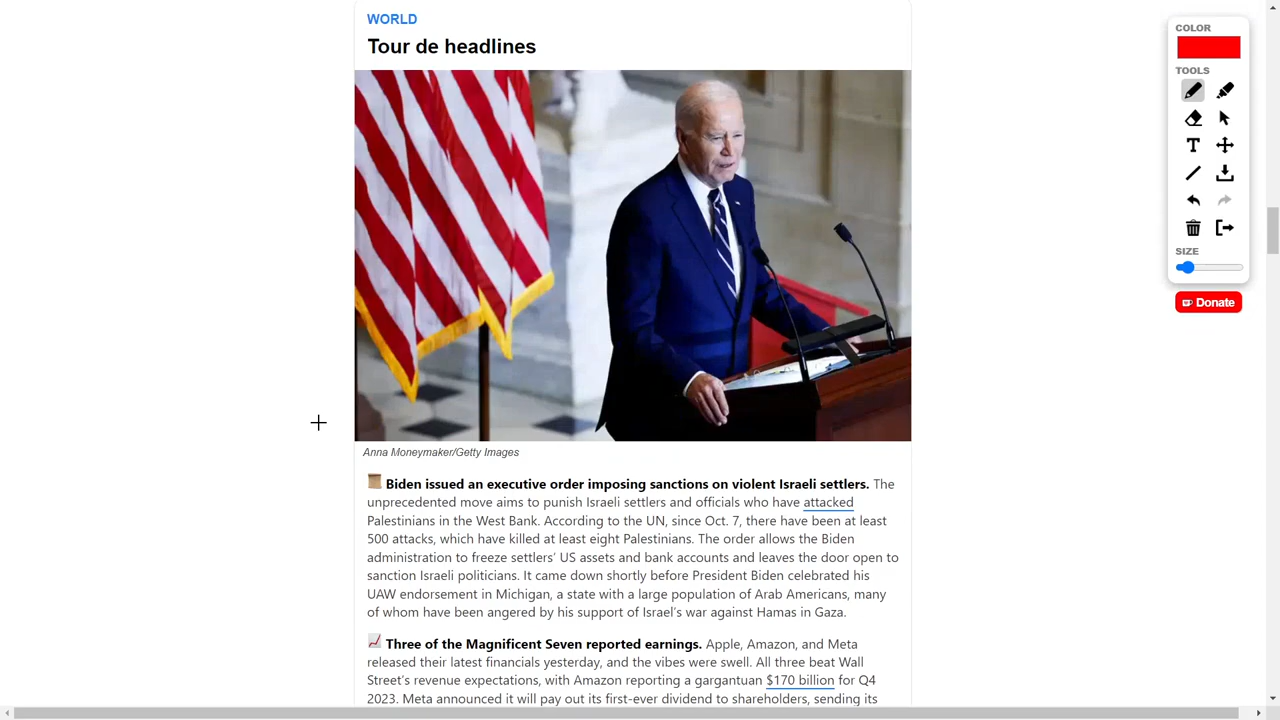 WORLD
Tour de headlines
Anna Moneymaker/Getty Images
Biden issued an executive order imposing sanctions on violent Israeli settlers. The
unprecedented move aims to punish Israeli settlers and officials who have attacked
Palestinians in the West Bank. According to the UN, since Oct. 7, there have been at least
500 attacks, which have killed at least eight Palestinians. The order allows the Biden
administration to freeze settlers' US assets and bank accounts and leaves the door open to
sanction Israeli politicians. It came down shortly before President Biden celebrated his
UAW endorsement in Michigan, a state with a large population of Arab Americans, many
of whom have been angered by his support of Israel's war against Hamas in Gaza.
Three of the Magnificent Seven reported earnings. Apple, Amazon, and Meta
released their latest financials yesterday, and the vibes were swell. All three beat Wall
Street's revenue expectations, with Amazon reporting a gargantuan $170 billion for Q4
2023. Meta announced it will pay out its first-ever dividend to shareholders, sending its
COLOR
TOOLS
T
SIZE
Donate